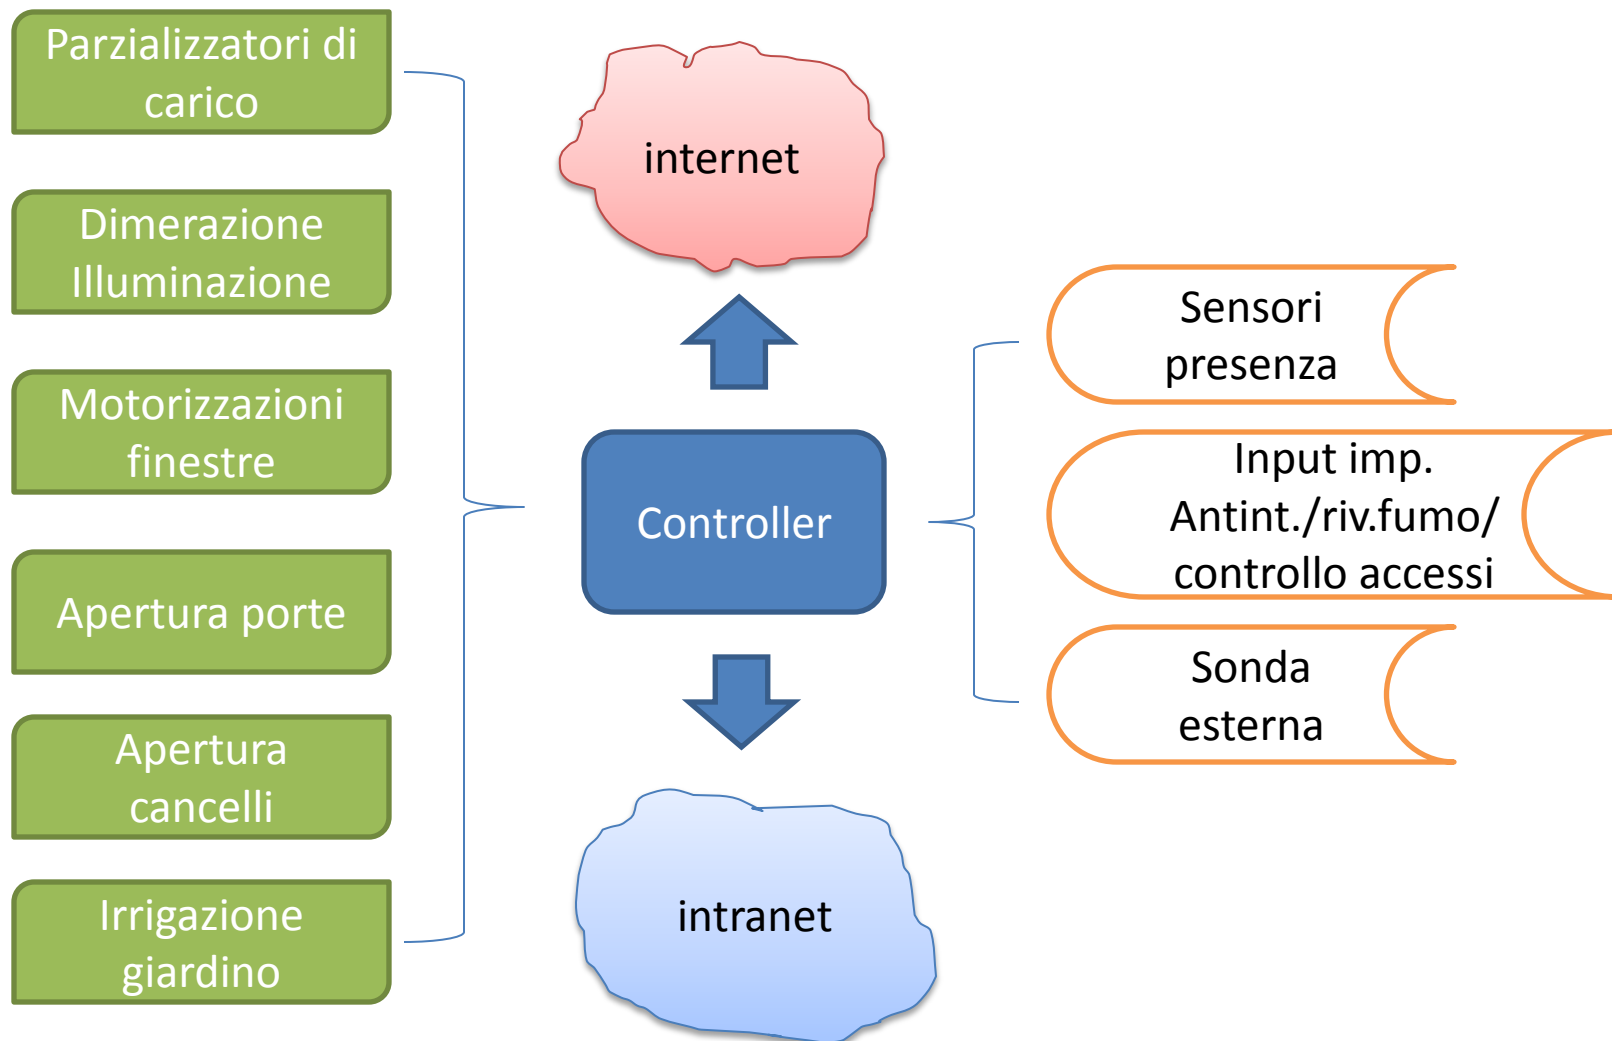 Parzializzatori di
carico
Dimerazione
Illuminazione
Motorizzazioni
finestre
Apertura porte
Apertura
cancelli
Irrigazione
giardino
internet
Controller
intranet
Sensori
presenza
Input imp.
Antint./riv.fumo/
controllo accessi
Sonda
esterna